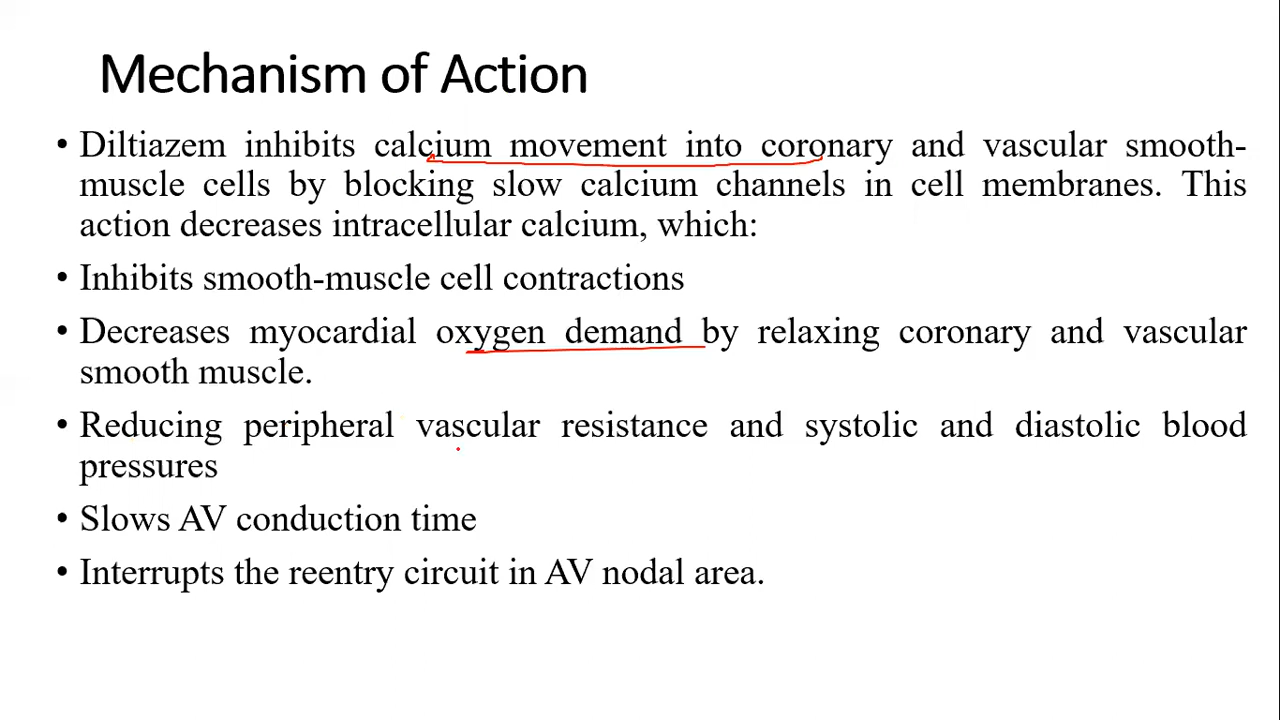 Mechanism of Action
• Diltiazem inhibits calcium movement into coronary and vascular smooth-
muscle cells by blocking slow calcium channels in cell membranes. This
action decreases intracellular calcium, which:
• Inhibits smooth-muscle cell contractions
• Decreases myocardial oxygen demand by relaxing coronary and vascular
smooth muscle.
• Reducing peripheral vascular resistance and systolic and diastolic blood
pressures
• Slows AV conduction time
• Interrupts the reentry circuit in AV nodal area.